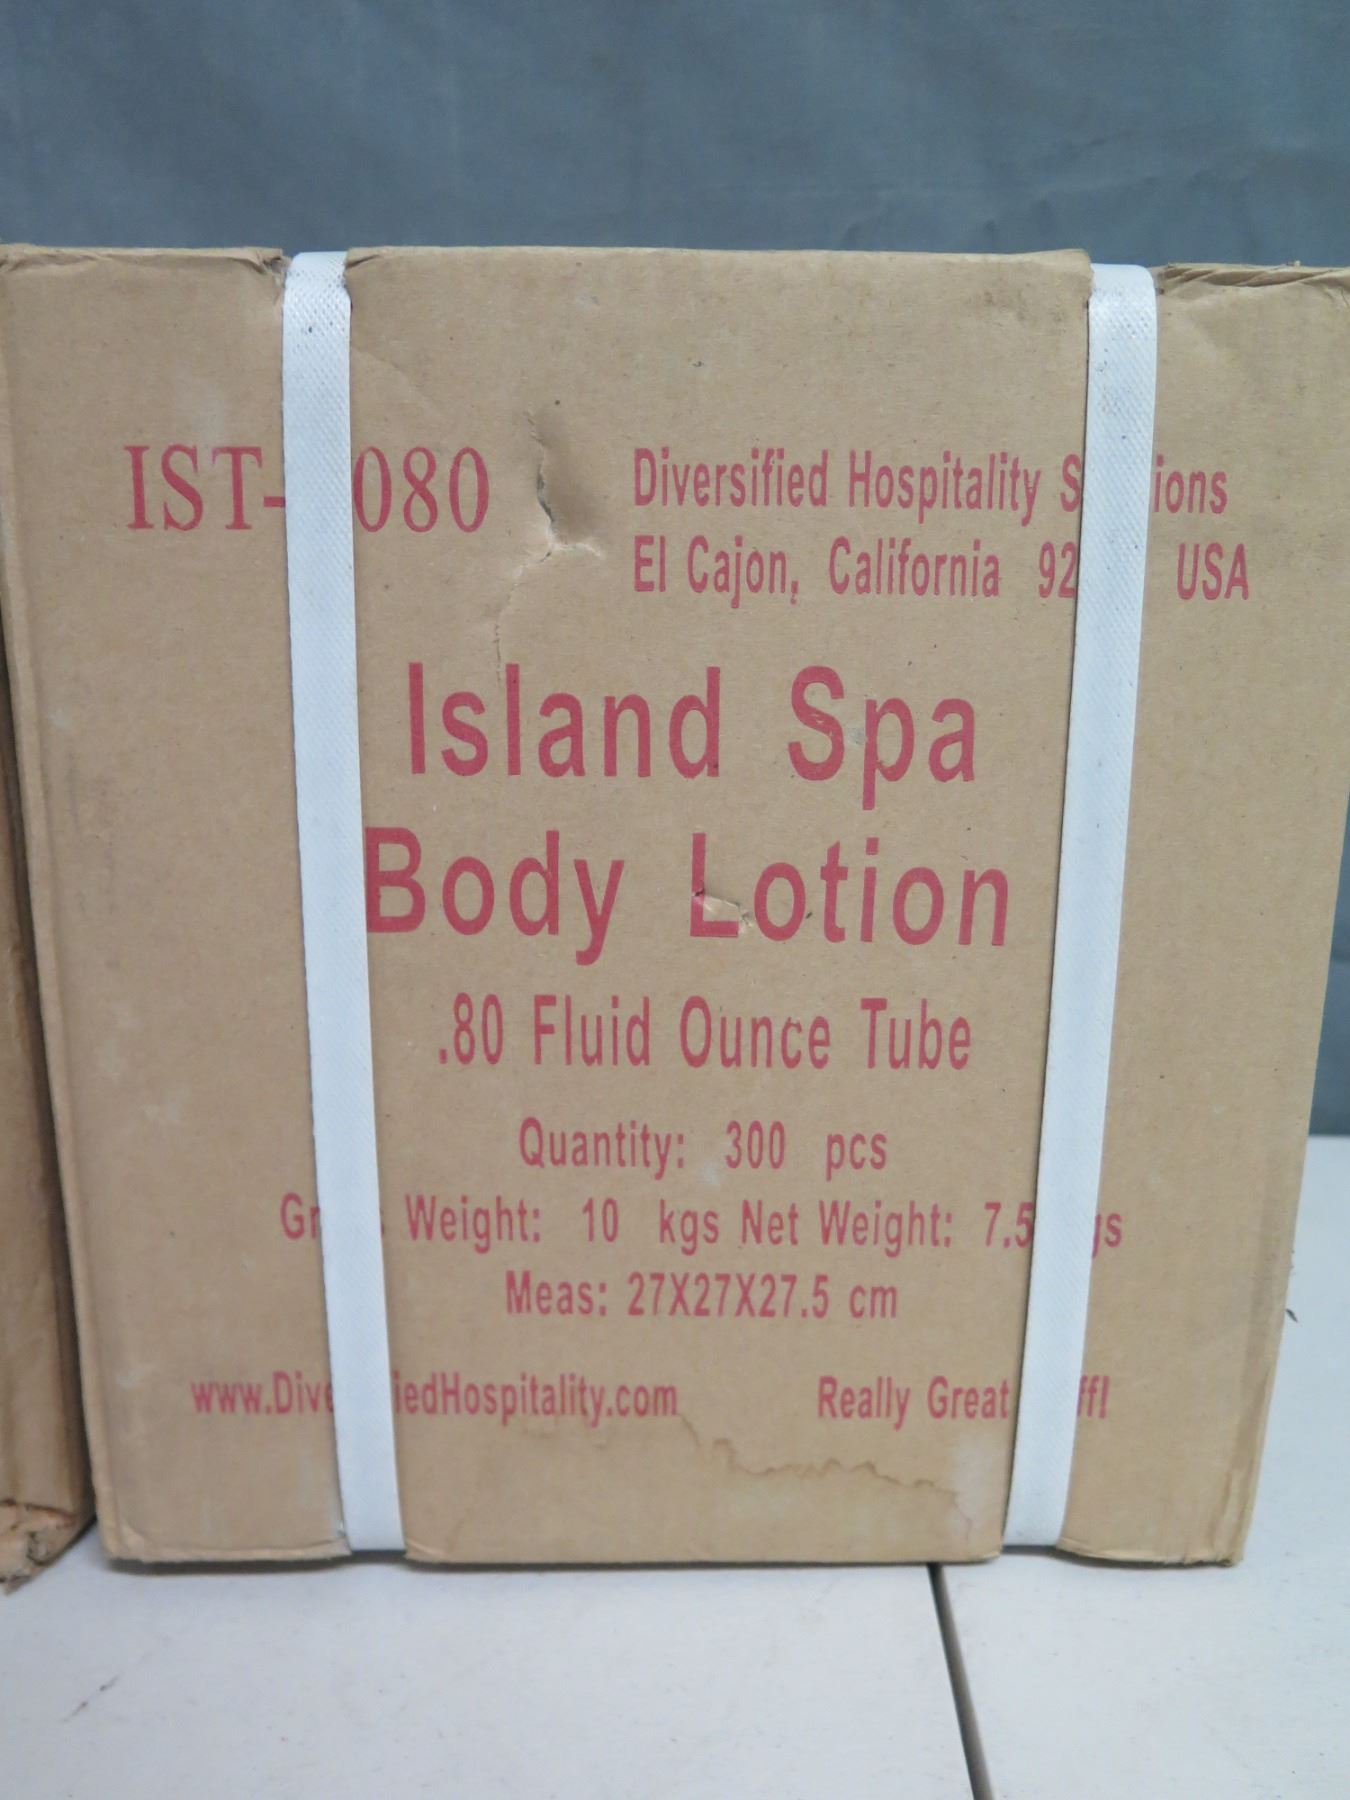 IST- 080
Diversified Hospitality S ions
El Cajon, California 92 USA
Island Spa
Body Lotion
.80 Fluid Ounce Tube
Quantity: 300 pcs
Weight: 10 kgs Net Weight: 7.5 gs
Meas: 27X27X27.5 cm
www.Dive iedHospitality.com Really Great ff!